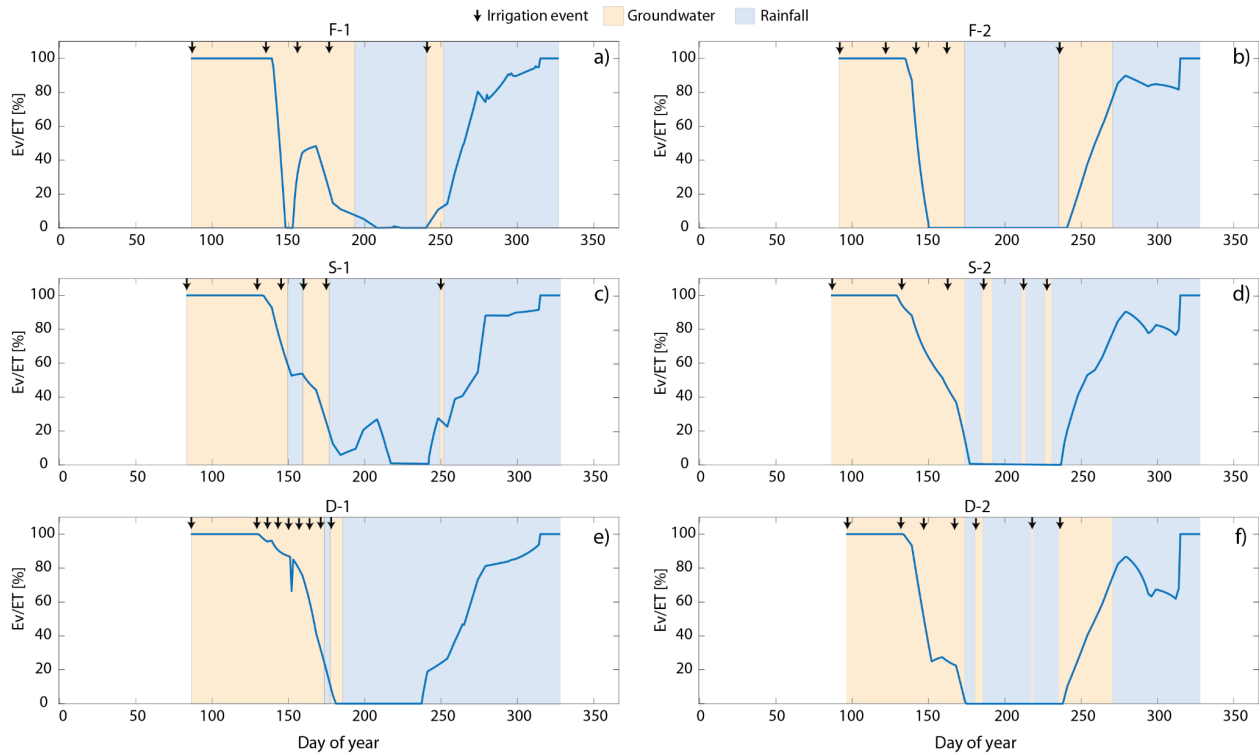 Irrigation event Groundwater Rainfall
F-1
a)
Ev/ET [%]
100
80
60
40
20
0
0 50 100 150 200 250 300 350
F-2
b)
Ev/ET [%]
100
80
60
40
20
0
0 50 100 150 200 250 300 350
S-1
c)
Ev/ET [%]
100
80
60
40
20
0
0 50 100 150 200 250 300 350
S-2
d)
Ev/ET [%]
100
80
60
40
20
0
0 50 100 150 200 250 300 350
D-1
e)
Ev/ET [%]
100
80
60
40
20
0
0 50 100 150 200 250 300 350
Day of year
D-2
f)
Ev/ET [%]
100
80
60
40
20
0
0 50 100 150 200 250 300 350
Day of year